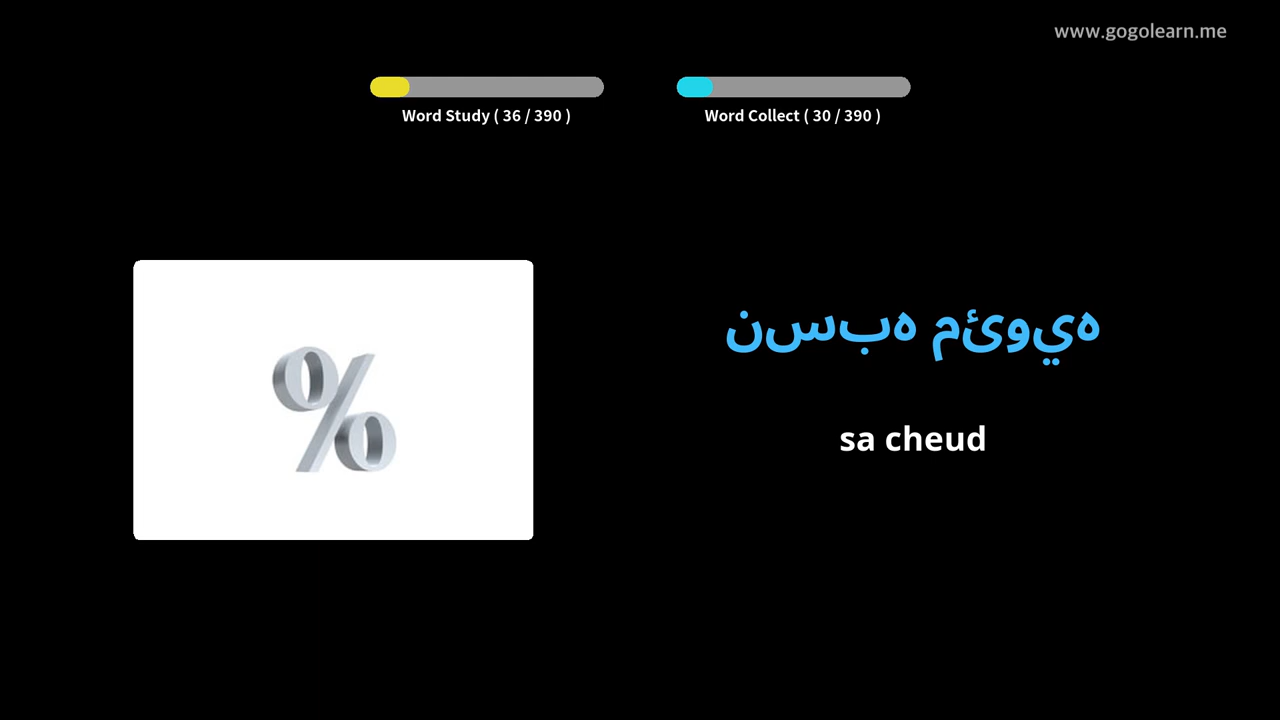 www.gogolearn.me
Word Study ( 36 / 390 )
Word Collect ( 30 / 390 )
%
نسبه مئويه
sa cheud